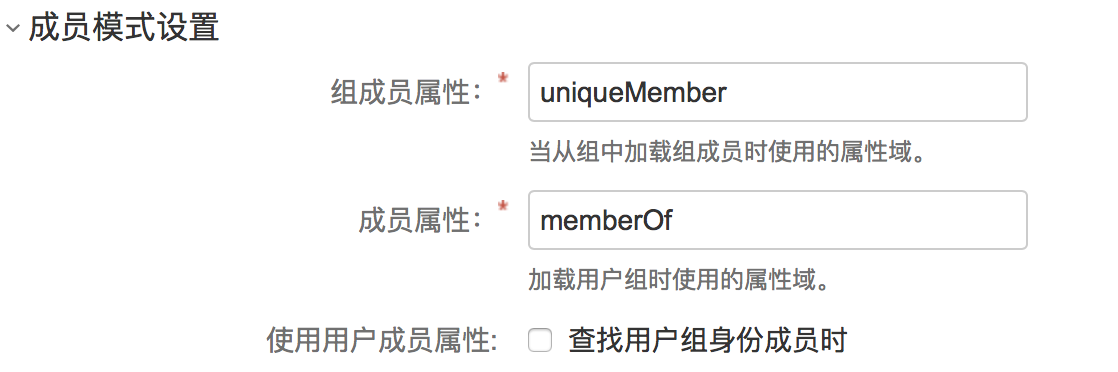 成员模式设置
组成员属性：*
uniqueMember
当从组中加载组成员时使用的属性域。
成员属性：*
memberOf
加载用户组时使用的属性域。
使用用户成员属性: 查找用户组身份成员时